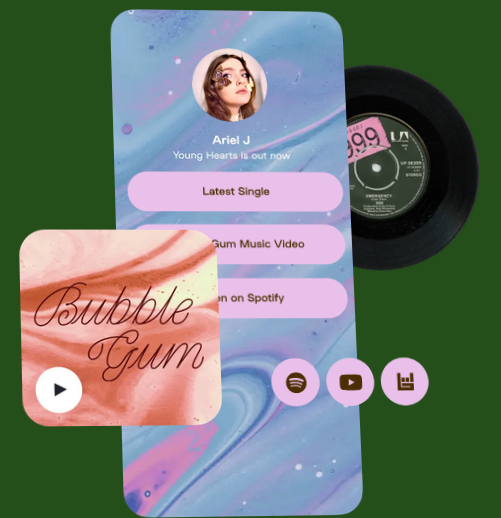 Ariel J
Young Hearts is out now
Latest Single
Gum Music Video
on Spotify
Bubble
Gum
999
UA
UP 36399
STEREO
EMERGENCY
999